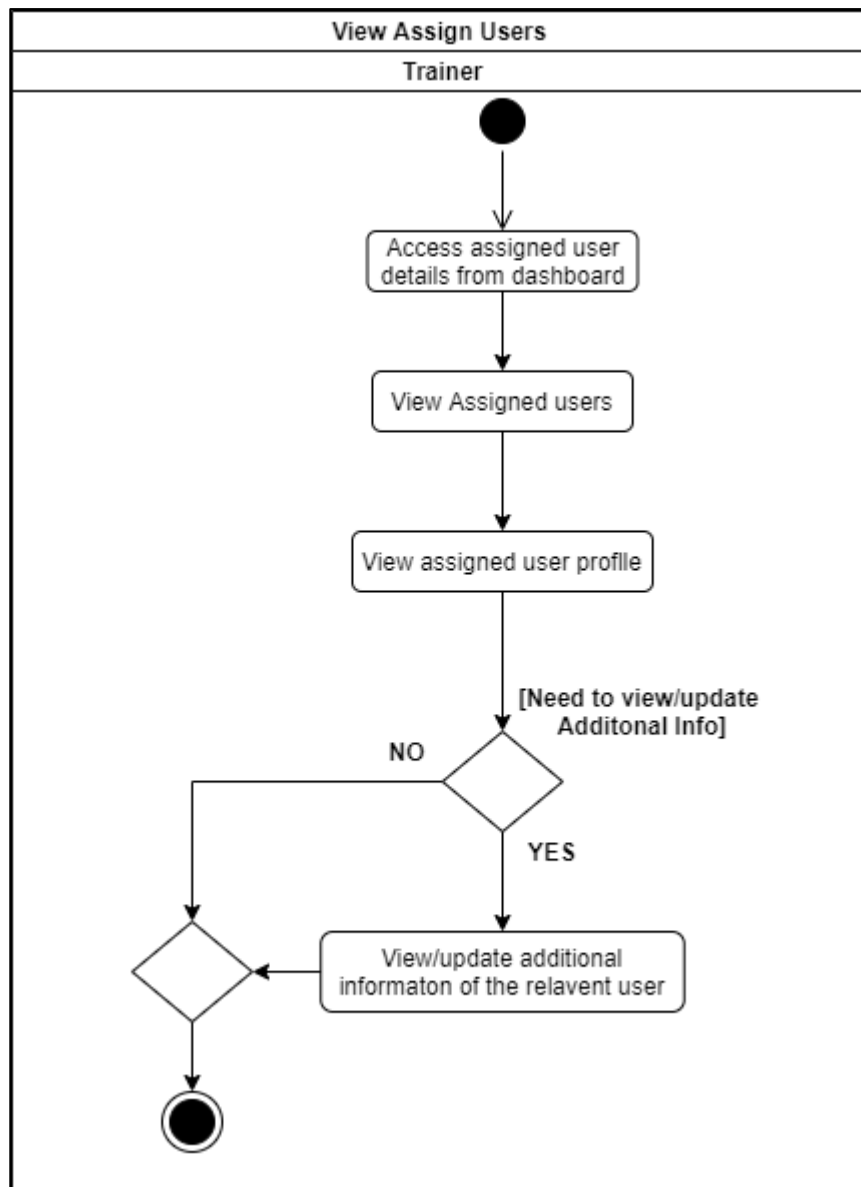 View Assign Users
Trainer
Access assigned user
details from dashboard
View Assigned users
View assigned user proflle
[Need to view/update
Additonal Info]
NO
YES
View/update additional
informaton of the relavent user